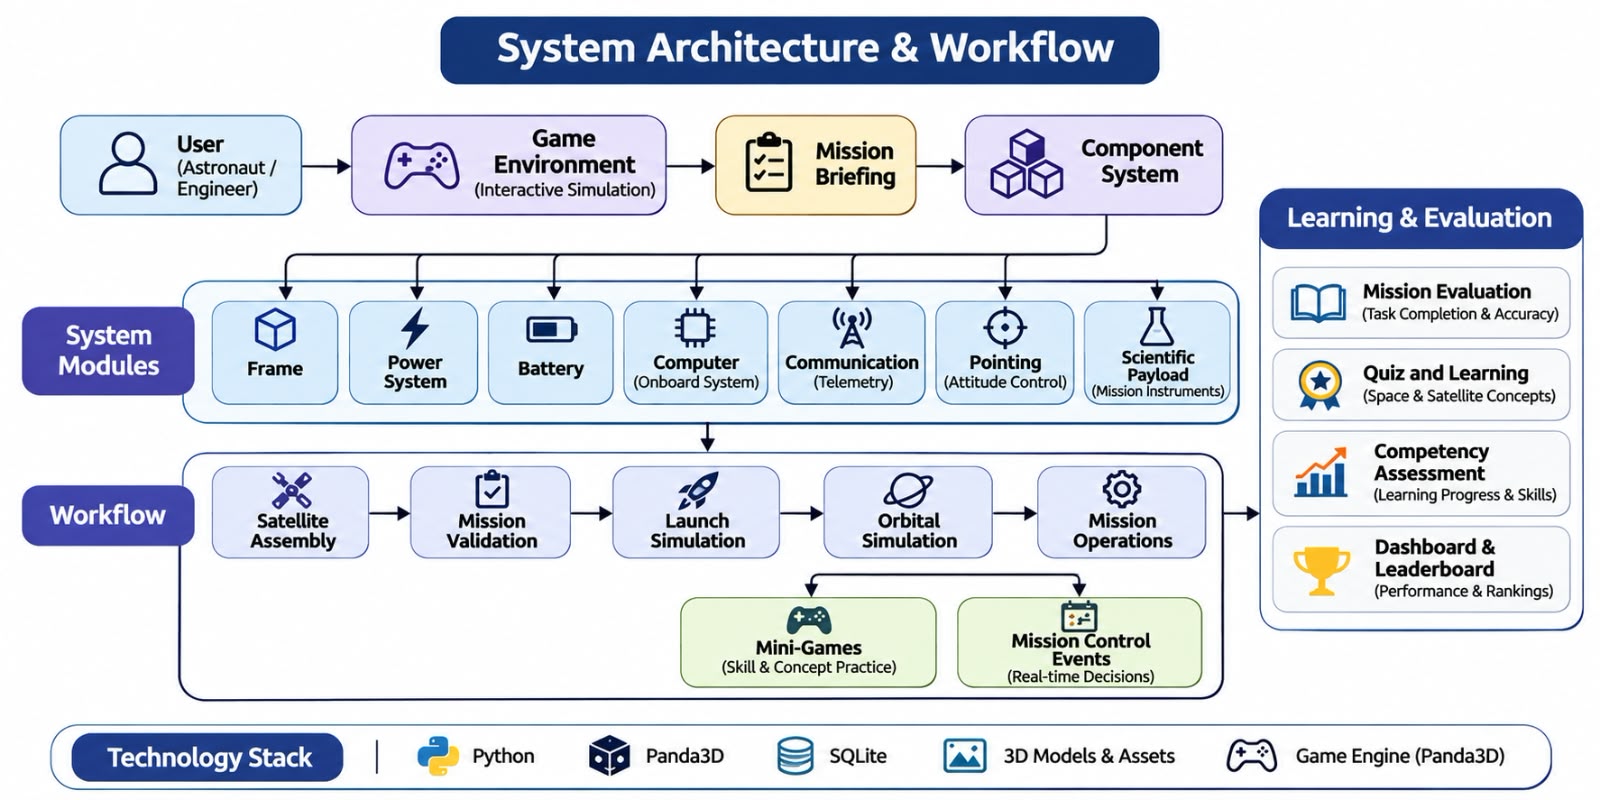 System Architecture & Workflow
User
(Astronaut /
Engineer)
Game
Environment
(Interactive Simulation)
Mission
Briefing
Component
System
System
Modules
Frame
Power
System
Battery
Computer
(Onboard System)
Communication
(Telemetry)
Pointing
(Attitude Control)
Scientific
Payload
(Mission Instruments)
Workflow
Satellite
Assembly
Mission
Validation
Launch
Simulation
Orbital
Simulation
Mission
Operations
Mini-Games
(Skill & Concept Practice)
Mission Control
Events
(Real-time Decisions)
Learning & Evaluation
Mission Evaluation
(Task Completion & Accuracy)
Quiz and Learning
(Space & Satellite Concepts)
Competency
Assessment
(Learning Progress & Skills)
Dashboard &
Leaderboard
(Performance & Rankings)
Technology Stack
Python
Panda3D
SQLite
3D Models & Assets
Game Engine (Panda3D)